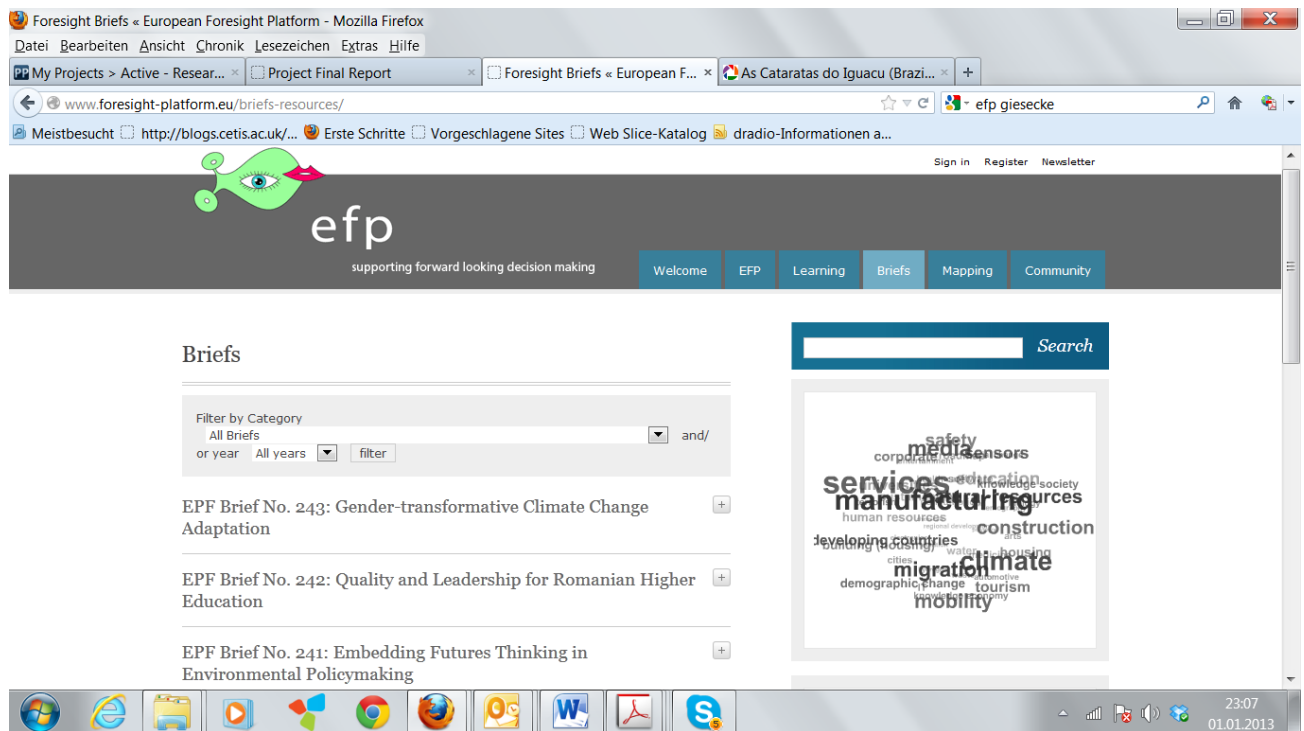 Foresight Briefs « European Foresight Platform - Mozilla Firefox
Datei Bearbeiten Ansicht Chronik Lesezeichen Extras Hilfe
My Projects > Active - Resear... Project Final Report Foresight Briefs « European F... As Cataratas do Iguacu (Brazi...
www.foresight-platform.eu/briefs-resources/ efp giesecke
Meistbesucht http://blogs.cetis.ac.uk/... Erste Schritte Vorgeschlagene Sites Web Slice-Katalog dradio-Informationen a...
Sign in Register Newsletter
efp
supporting forward looking decision making
Welcome EFP Learning Briefs Mapping Community
Briefs
Search
Filter by Category
All Briefs and/
or year All years filter
EPF Brief No. 243: Gender-transformative Climate Change
Adaptation
EPF Brief No. 242: Quality and Leadership for Romanian Higher
Education
EPF Brief No. 241: Embedding Futures Thinking in
Environmental Policymaking
safety
media sensors
corporate
services education
knowledge society
manufacturing natural resources
human resources
construction
developing countries
building (housing) water housing
cities climate
migration automotive
demographic change tourism
knowledge economy
mobility
23:07
01.01.2013